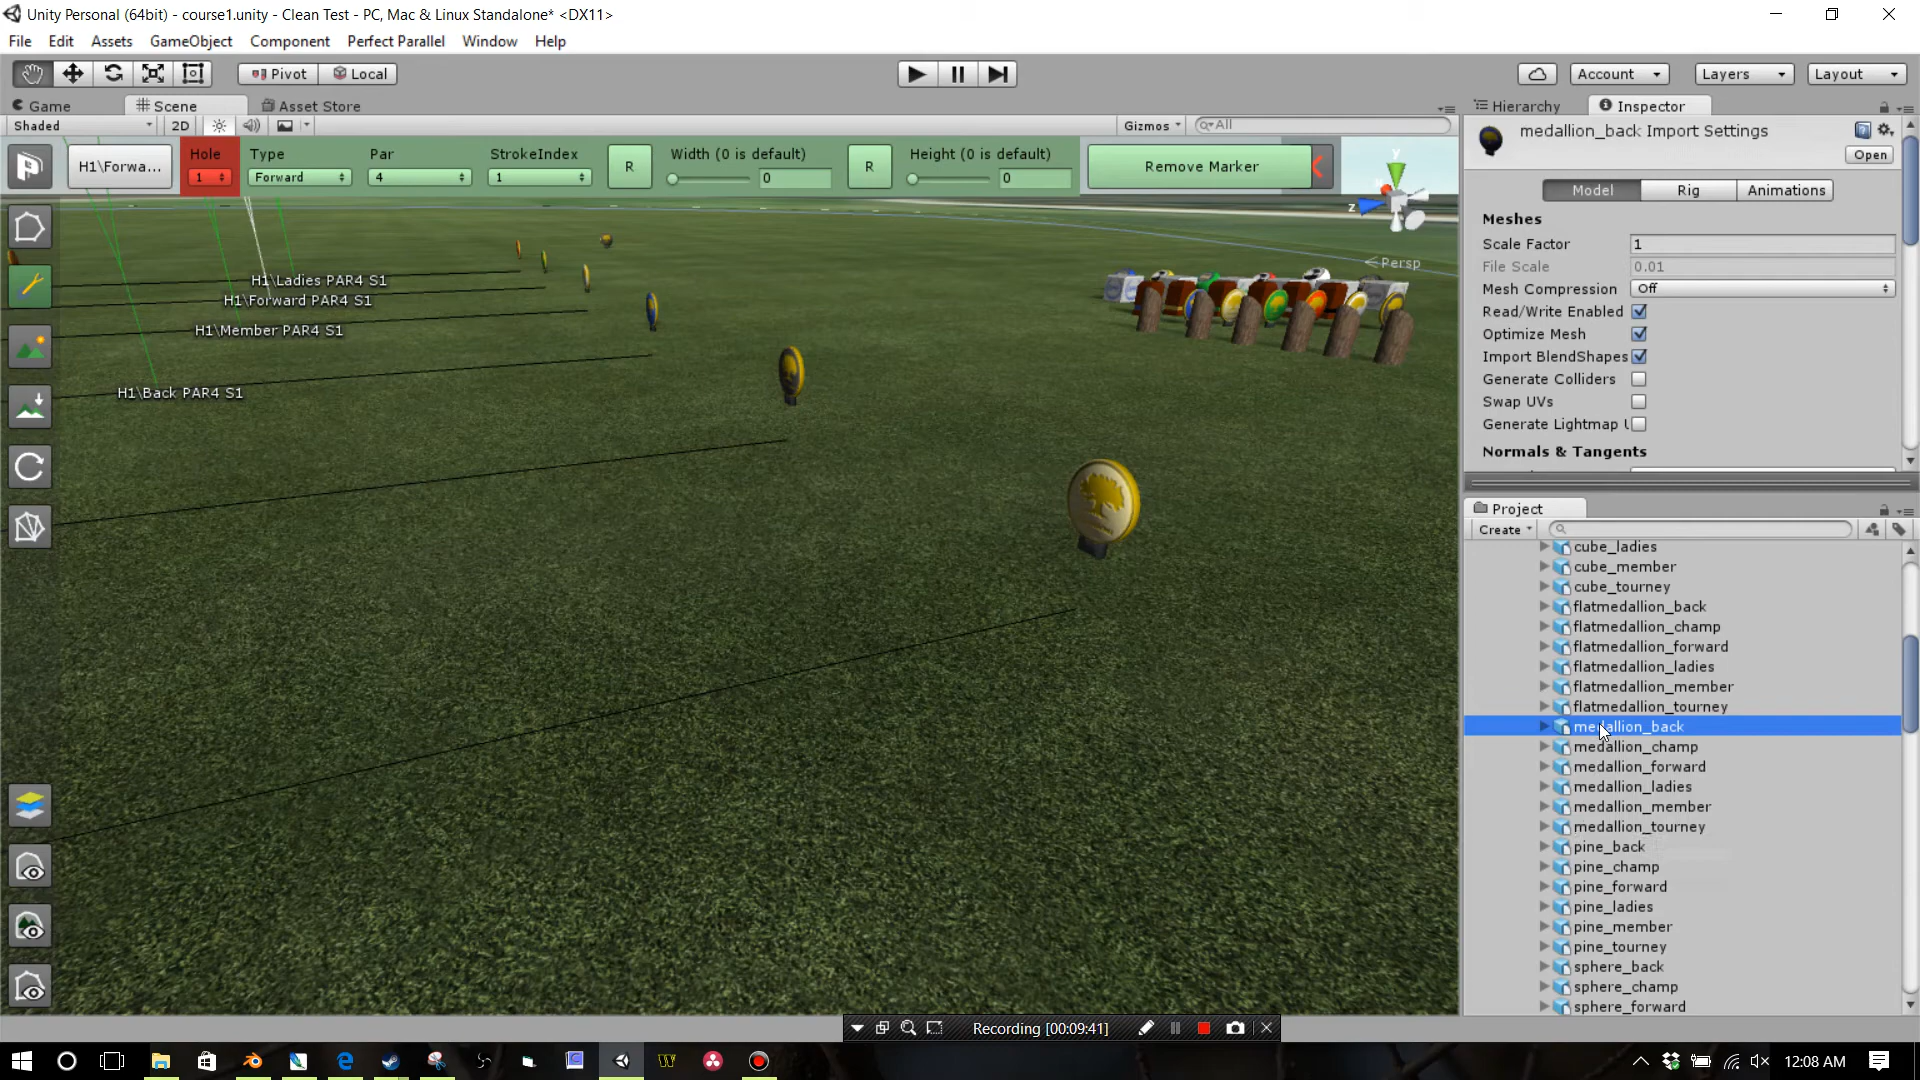 Unity Personal (64bit) - course1.unity - Clean Test - PC, Mac & Linux Standalone* <DX11>
File Edit Assets GameObject Component Perfect Parallel Window Help
Pivot Local Account Layers Layout
Game Scene Asset Store Hierarchy Inspector
Shaded 2D Gizmos All
medallion_back Import Settings
Open
H1\Forwa... Hole Type Par StrokeIndex R Width (0 is default) R Height (0 is default) Remove Marker
1 Forward 4 1 0 0
y
z
Persp
Model Rig Animations
Meshes
Scale Factor 1
File Scale 0.01
Mesh Compression Off
Read/Write Enabled
Optimize Mesh
Import BlendShapes
Generate Colliders
Swap UVs
Generate Lightmap
Normals & Tangents
H1\Ladies PAR4 S1
H1\Forward PAR4 S1
H1\Member PAR4 S1
H1\Back PAR4 S1
Project
Create
cube_ladies
cube_member
cube_tourney
flatmedallion_back
flatmedallion_champ
flatmedallion_forward
flatmedallion_ladies
flatmedallion_member
flatmedallion_tourney
medallion_back
medallion_champ
medallion_forward
medallion_ladies
medallion_member
medallion_tourney
pine_back
pine_champ
pine_forward
pine_ladies
pine_member
pine_tourney
sphere_back
sphere_champ
sphere_forward
Recording [00:09:41]
12:08 AM